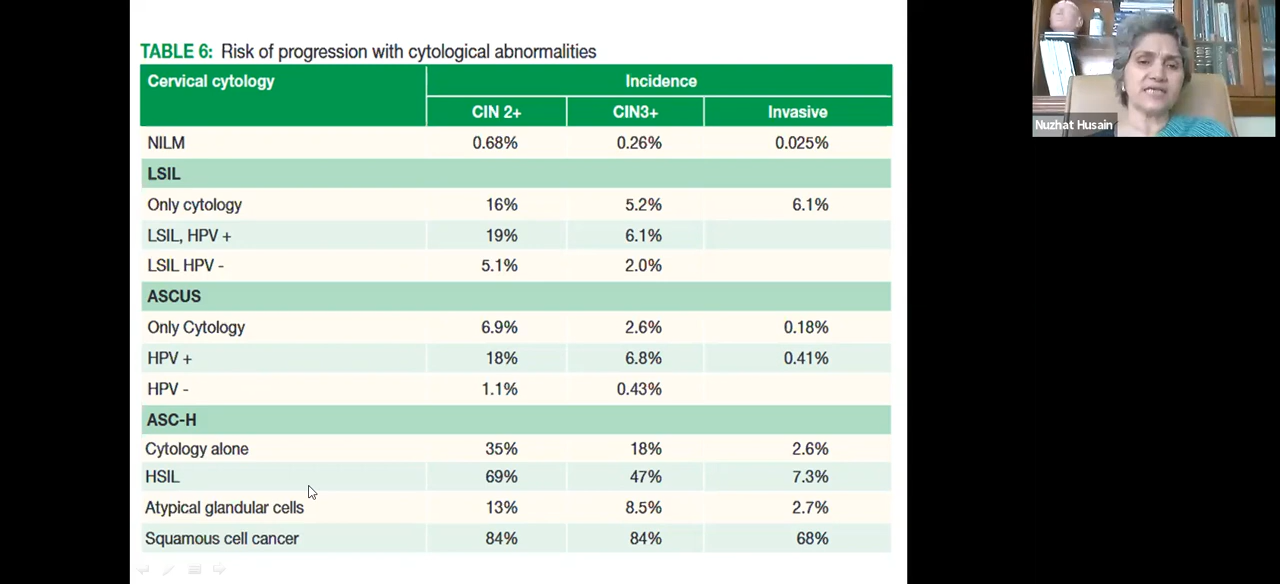 TABLE 6: Risk of progression with cytological abnormalities
Cervical cytology Incidence
CIN 2+ CIN3+ Invasive
NILM 0.68% 0.26% 0.025%
LSIL
Only cytology 16% 5.2% 6.1%
LSIL, HPV + 19% 6.1%
LSIL HPV - 5.1% 2.0%
ASCUS
Only Cytology 6.9% 2.6% 0.18%
HPV + 18% 6.8% 0.41%
HPV - 1.1% 0.43%
ASC-H
Cytology alone 35% 18% 2.6%
HSIL 69% 47% 7.3%
Atypical glandular cells 13% 8.5% 2.7%
Squamous cell cancer 84% 84% 68%
Nuzhat Husain